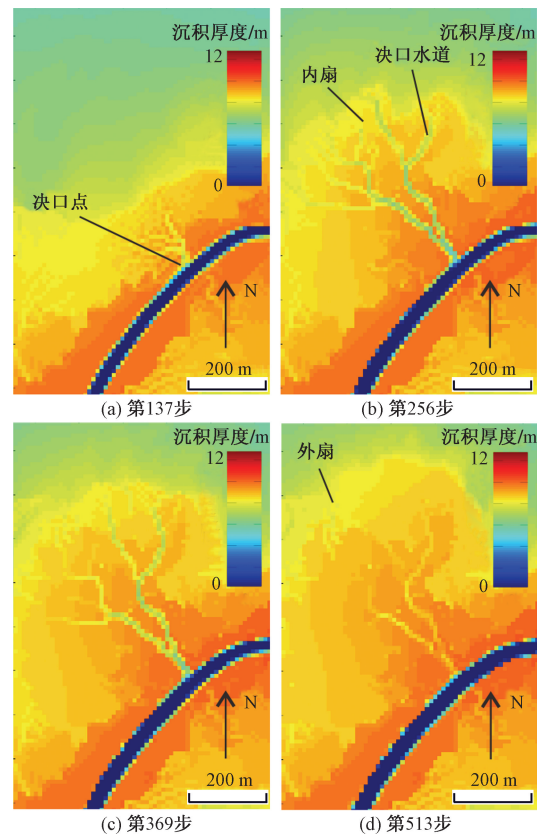 沉积厚度/m
12
0
决口点
N
200 m
(a) 第137步
沉积厚度/m
12
0
内扇
决口水道
N
200 m
(b) 第256步
沉积厚度/m
12
0
N
200 m
(c) 第369步
沉积厚度/m
12
0
外扇
N
200 m
(d) 第513步